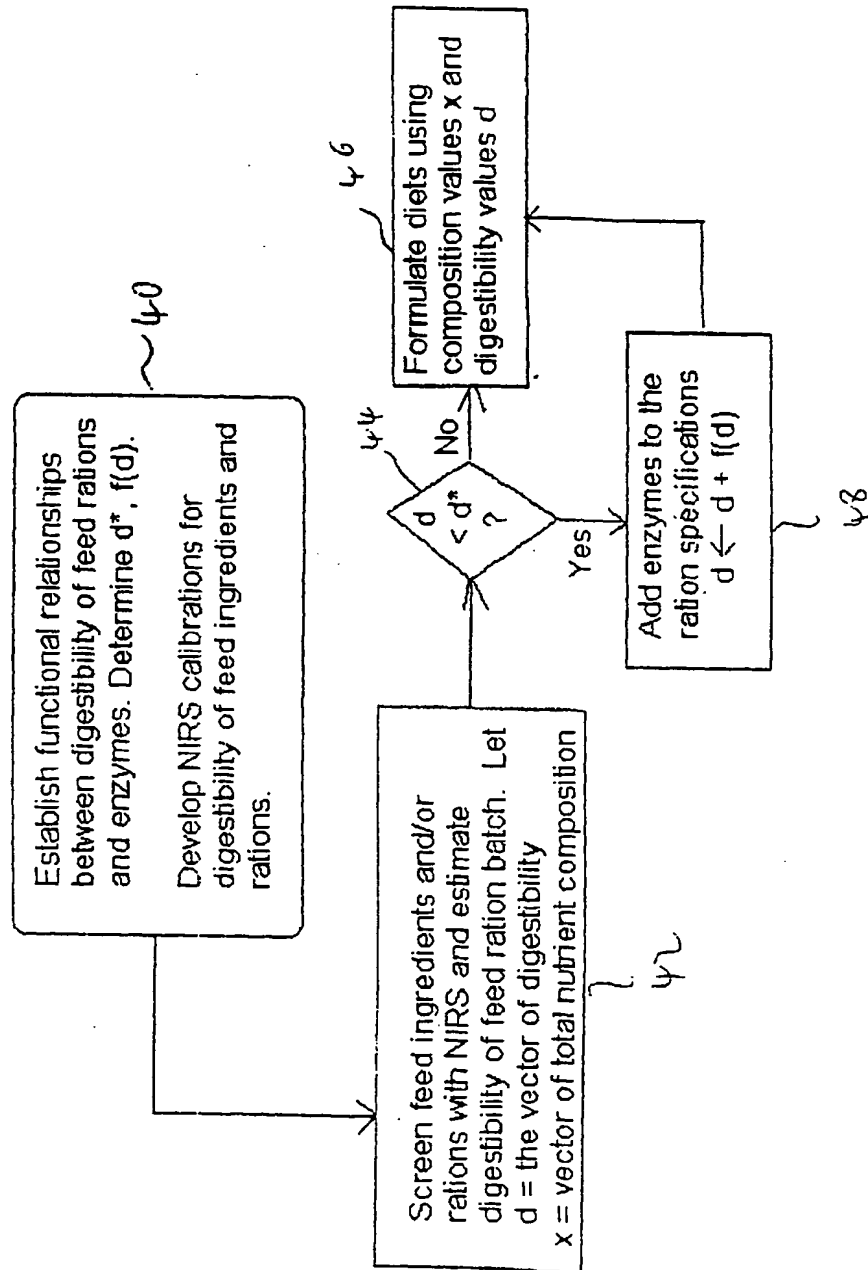 Establish functional relationships
between digestibility of feed rations
and enzymes. Determine d*, f(d).
Develop NIRS calibrations for
digestibility of feed ingredients and
rations.
40
Screen feed ingredients and/or
rations with NIRS and estimate
digestibility of feed ration batch. Let
d = the vector of digestibility
x = vector of total nutrient composition
42
d
< d*
?
44
No
Yes
Formulate diets using
composition values x and
digestibility values d
46
Add enzymes to the
ration specifications
d ← d + f(d)
48